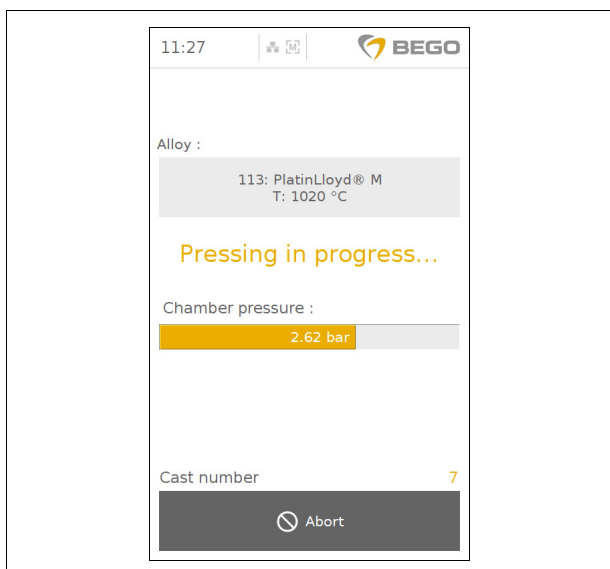 11:27 [M] BEGO
Alloy :
113: PlatinLloyd® M
T: 1020 °C
Pressing in progress...
Chamber pressure :
2.62 bar
Cast number 7
Abort